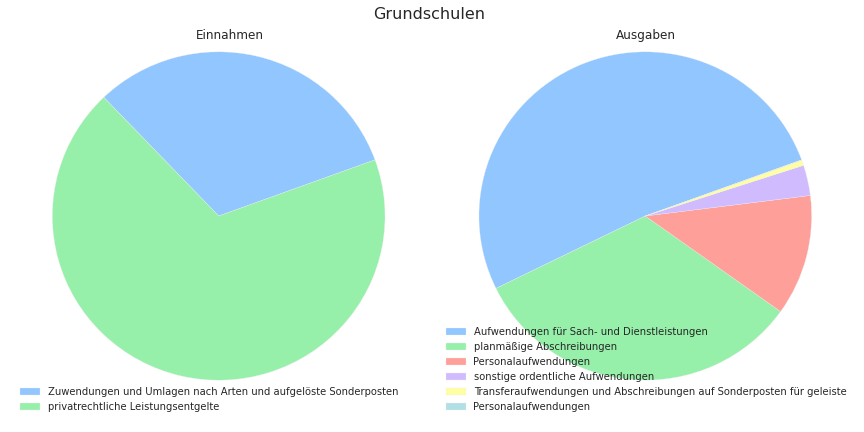 Grundschulen
Einnahmen
Zuwendungen und Umlagen nach Arten und aufgelöste Sonderposten
privatrechtliche Leistungsentgelte
Ausgaben
Aufwendungen für Sach- und Dienstleistungen
planmäßige Abschreibungen
Personalaufwendungen
sonstige ordentliche Aufwendungen
Transferaufwendungen und Abschreibungen auf Sonderposten für geleiste
Personalaufwendungen